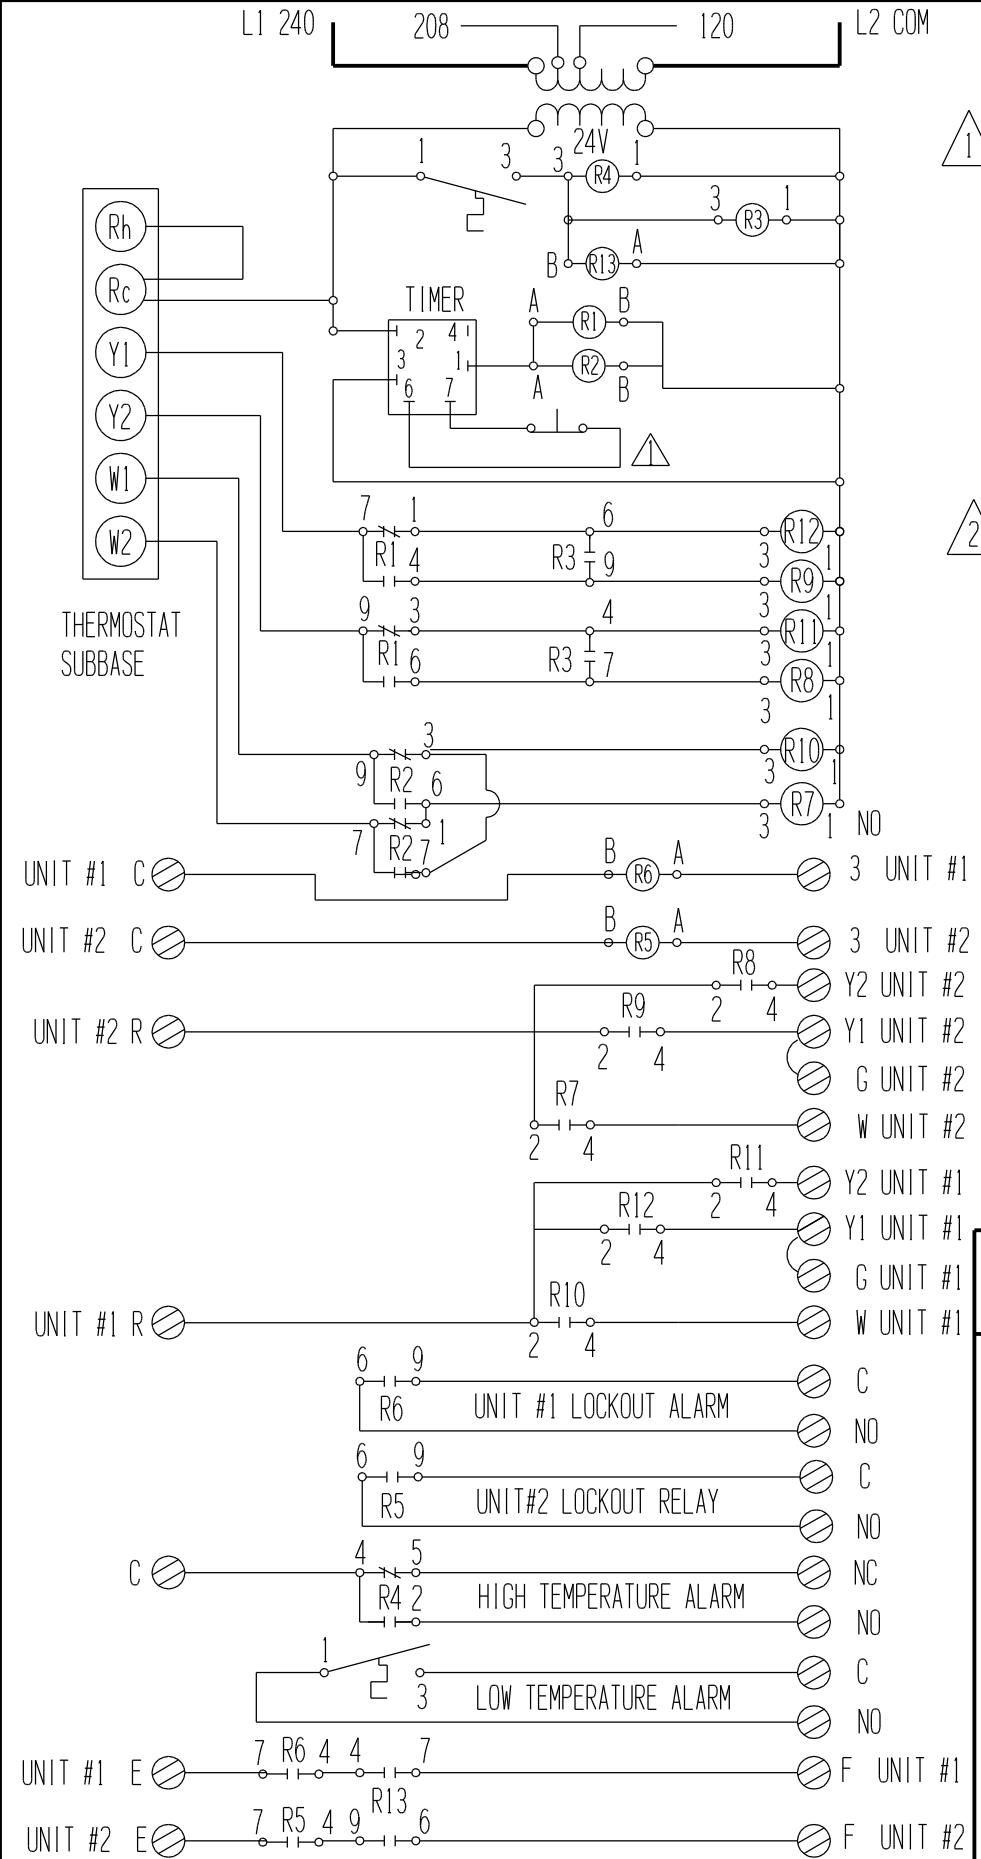 L1 240 208 120 L2 COM
24V
1 3 3 R4 1
1
3 R3 1
B R13 A
Rh
Rc
Y1
Y2
W1
W2
THERMOSTAT
SUBBASE
TIMER
2 4
3 1
6 7
A R1 B
A R2 B
1
2
7 1 6 3 R12 1
R1 4 R3 9 3 R9 1
9 3 4 3 R11 1
R1 6 R3 7 3 R8 1
9 R2 3 3 R10 1
6 3 R7 1
7 R2 1 7
NO
UNIT #1 C B R6 A 3 UNIT #1
UNIT #2 C B R5 A 3 UNIT #2
2 R8 4 Y2 UNIT #2
UNIT #2 R 2 R9 4 Y1 UNIT #2
G UNIT #2
2 R7 4 W UNIT #2
2 R11 4 Y2 UNIT #1
2 R12 4 Y1 UNIT #1
G UNIT #1
UNIT #1 R 2 R10 4 W UNIT #1
6 9 C
R6 UNIT #1 LOCKOUT ALARM
NO
6 9 C
R5 UNIT#2 LOCKOUT RELAY
NO
C 4 5 NC
R4 2 HIGH TEMPERATURE ALARM
NO
1 3 C
LOW TEMPERATURE ALARM
NO
UNIT #1 E 7 R6 4 4 7 F UNIT #1
R13
UNIT #2 E 7 R5 4 9 6 F UNIT #2